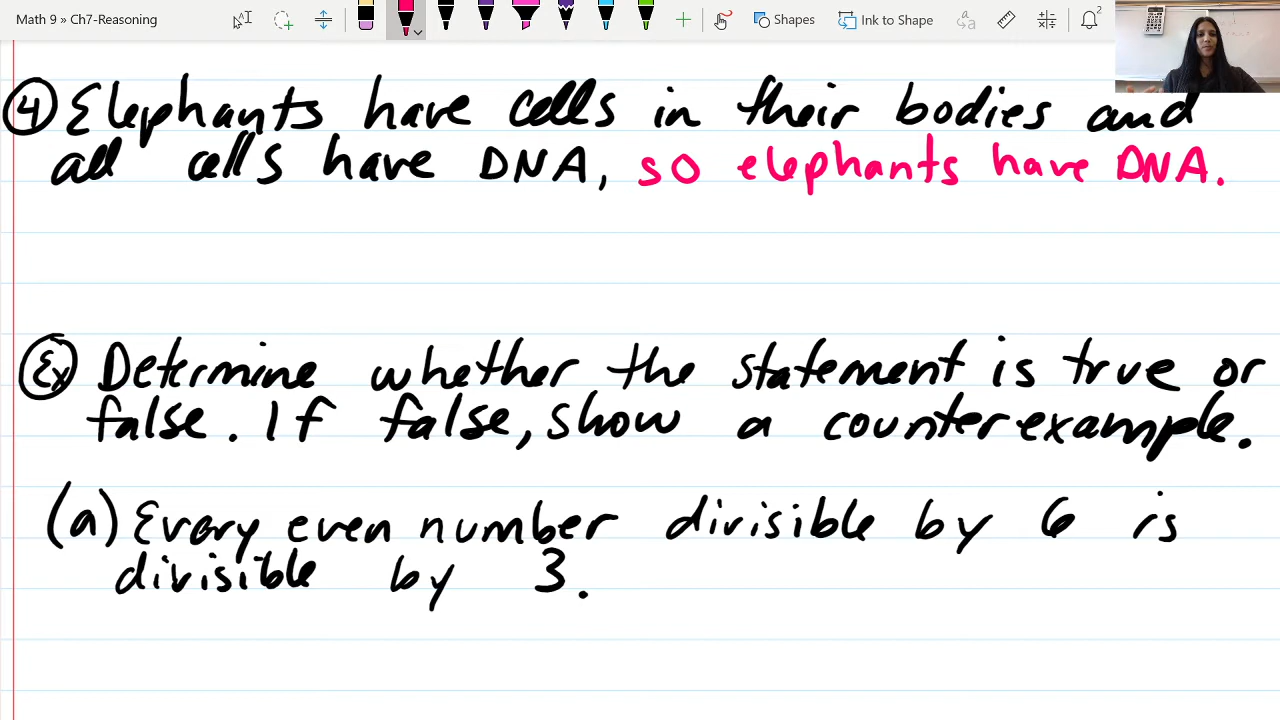 Math 9 » Ch7-Reasoning
Shapes
Ink to Shape
2
④ Elephants have cells in their bodies and
all cells have DNA, so elephants have DNA.
Ex Determine whether the statement is true or
false. If false, show a counterexample.
(a) Every even number divisible by 6 is
divisible by 3.